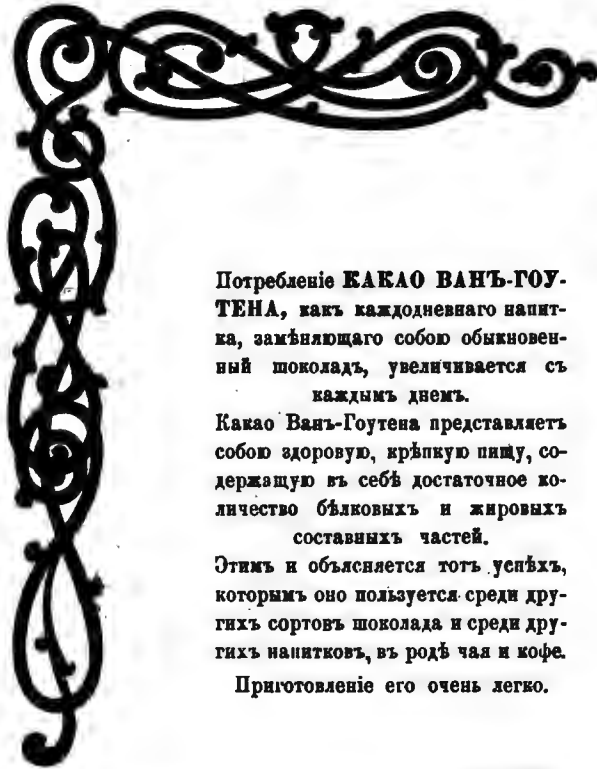 Потребленіе КАКАО ВАНЪ-ГОУ-
ТЕНА, какъ каждодневнаго напит-
ка, замѣняющаго собою обыкновен-
ный шоколадъ, увеличивается съ
каждымъ днемъ.
Какао Ванъ-Гоутена представляетъ
собою здоровую, крѣпкую пищу, со-
держащую въ себѣ достаточное ко-
личество бѣлковыхъ и жировыхъ
составныхъ частей.
Этимъ и объясняется тотъ успѣхъ,
которымъ оно пользуется среди дру-
гихъ сортовъ шоколада и среди дру-
гихъ напитковъ, въ родѣ чая и кофе.
Приготовленіе его очень легко.